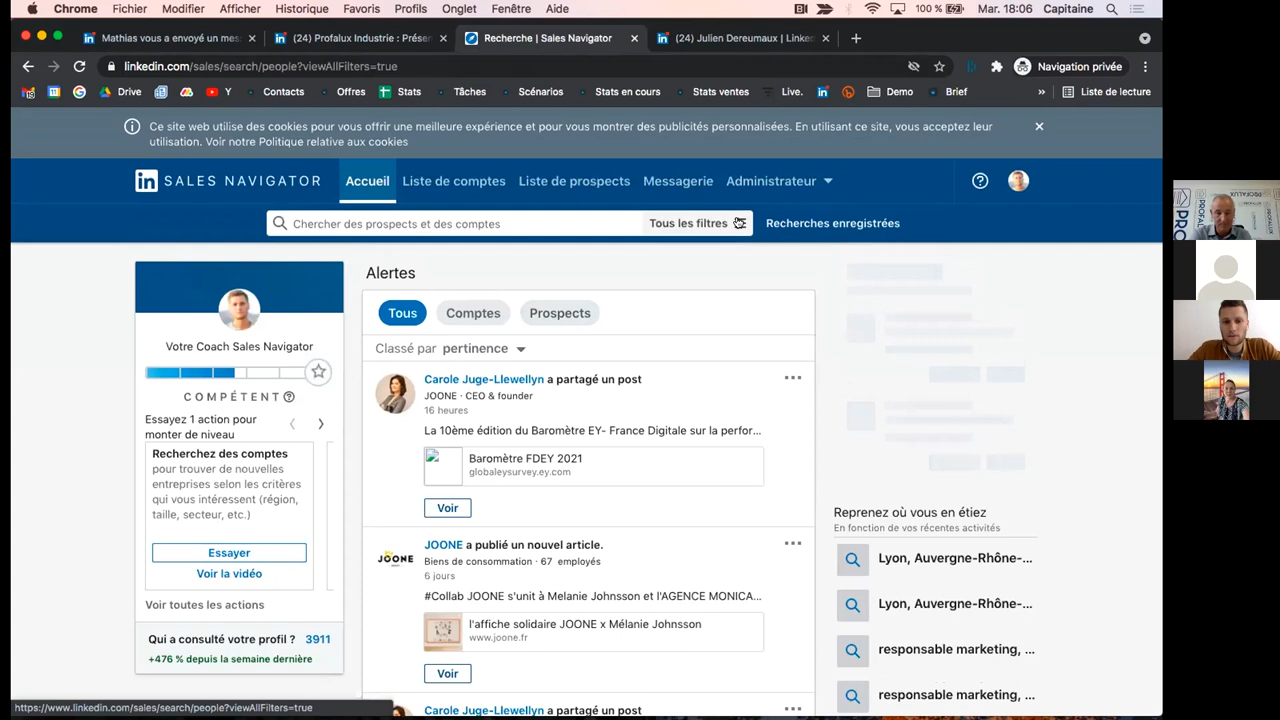 Chrome Fichier Modifier Affichage Historique Favoris Profils Onglet Fenêtre Aide 100 % Mar. 18:06 Capitaine
Mathias vous a envoyé un mes
(24) Profalux Industrie : Préser
Recherche | Sales Navigator
(24) Julien Dereumaux | Linke
linkedin.com/sales/search/people?viewAllFilters=true
Navigation privée
Drive Y Contacts Offres Stats Tâches Scénarios Stats en cours Stats ventes Live. Demo Brief » Liste de lecture
Ce site web utilise des cookies pour vous offrir une meilleure expérience et pour vous montrer des publicités personnalisées. En utilisant ce site, vous acceptez leur
utilisation. Voir notre Politique relative aux cookies
in SALES NAVIGATOR Accueil Liste de comptes Liste de prospects Messagerie Administrateur
Chercher des prospects et des comptes Tous les filtres Recherches enregistrées
Votre Coach Sales Navigator
COMPÉTENT
Essayez 1 action pour
monter de niveau
Recherchez des comptes
pour trouver de nouvelles
entreprises selon les critères
qui vous intéressent (région,
taille, secteur, etc.)
Essayer
Voir la vidéo
Voir toutes les actions
Qui a consulté votre profil ? 3911
+476 % depuis la semaine dernière
Alertes
Tous Comptes Prospects
Classé par pertinence
Carole Juge-Llewellyn a partagé un post
JOONE · CEO & founder
16 heures
La 10ème édition du Baromètre EY- France Digitale sur la perfor...
Baromètre FDEY 2021
globaleysurvey.ey.com
Voir
JOONE
JOONE a publié un nouvel article.
Biens de consommation · 67 employés
6 jours
#Collab JOONE s'unit à Melanie Johnsson et l'AGENCE MONICA...
l'affiche solidaire JOONE x Mélanie Johnsson
www.joone.fr
Voir
Carole Juge-Llewellyn a partagé un post
Reprenez où vous en étiez
En fonction de vos récentes activités
Lyon, Auvergne-Rhône-...
Lyon, Auvergne-Rhône-...
responsable marketing, ...
responsable marketing, ...
https://www.linkedin.com/sales/search/people?viewAllFilters=true
PROFALUX
PRO